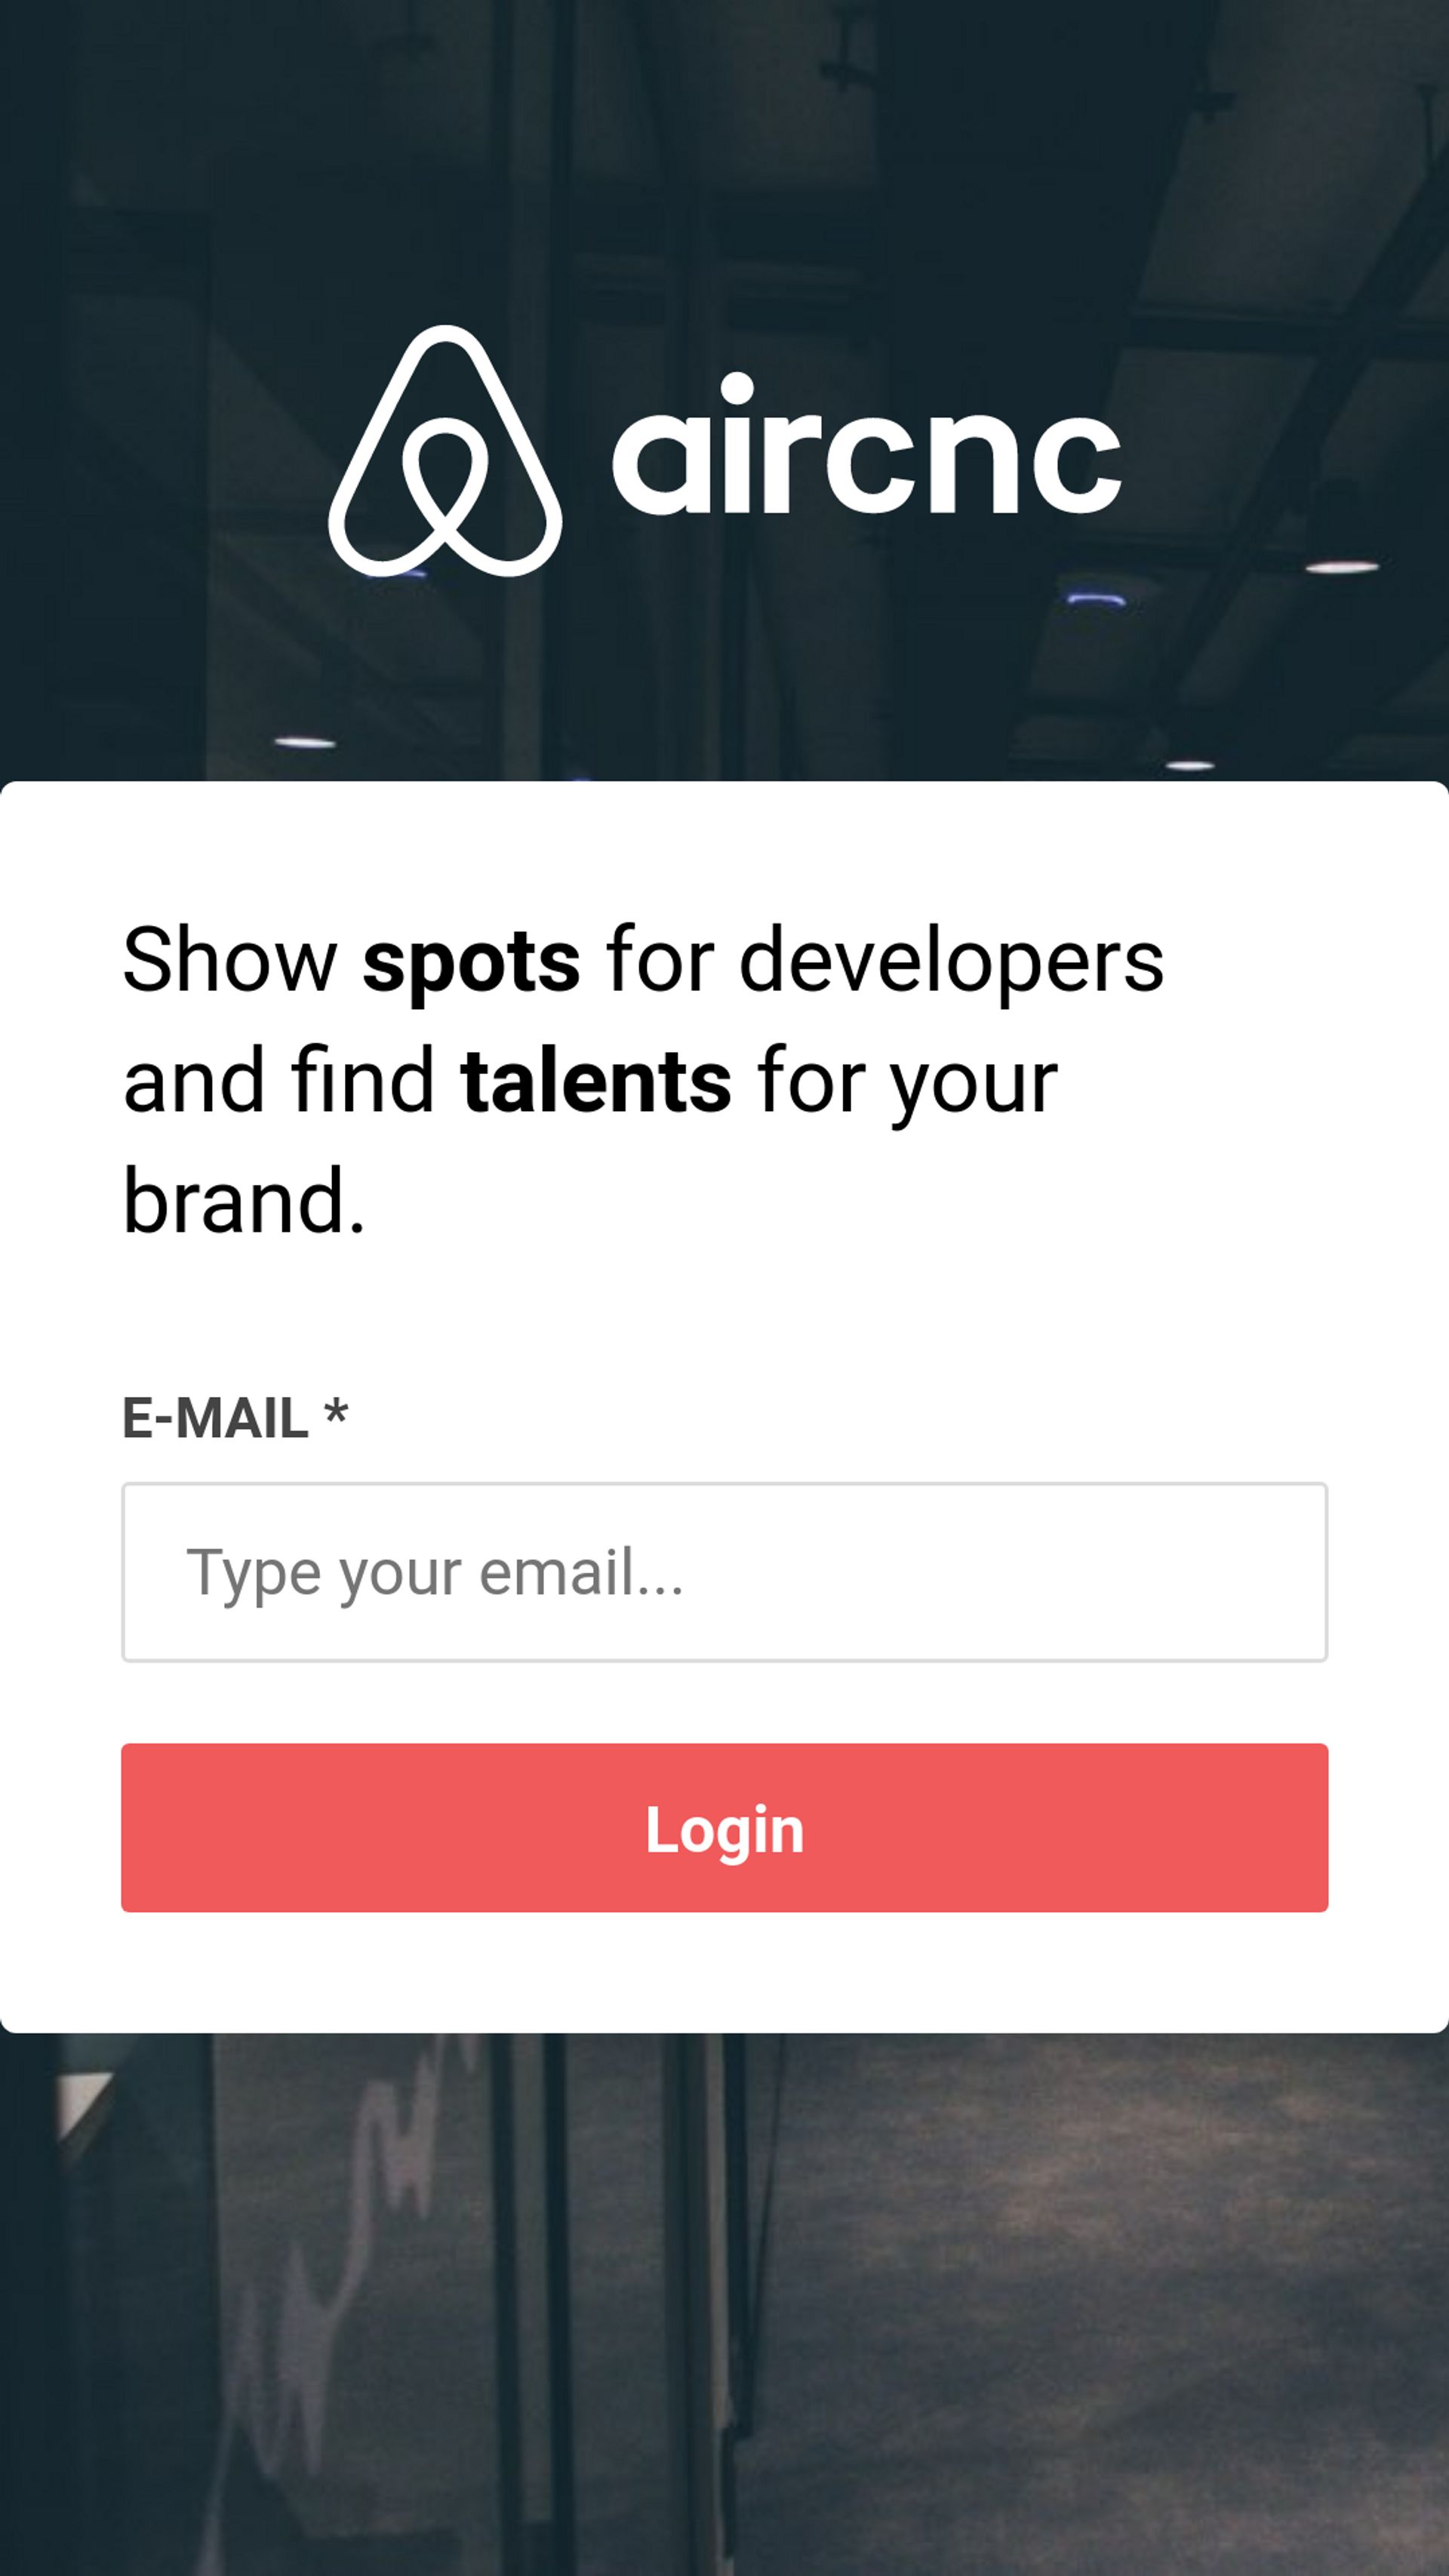 aircnc
Show spots for developers
and find talents for your
brand.
E-MAIL *
Type your email...
Login